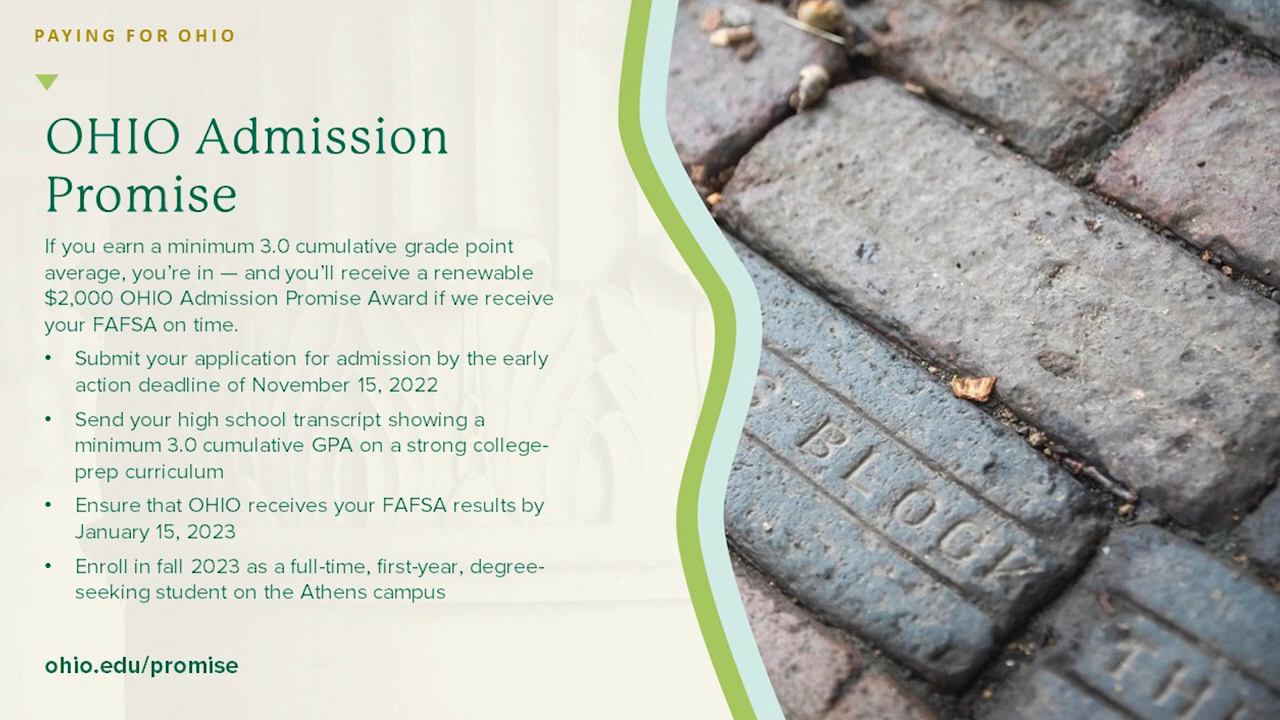 PAYING FOR OHIO
OHIO Admission
Promise
If you earn a minimum 3.0 cumulative grade point
average, you're in — and you'll receive a renewable
$2,000 OHIO Admission Promise Award if we receive
your FAFSA on time.
• Submit your application for admission by the early
action deadline of November 15, 2022
• Send your high school transcript showing a
minimum 3.0 cumulative GPA on a strong college-
prep curriculum
• Ensure that OHIO receives your FAFSA results by
January 15, 2023
• Enroll in fall 2023 as a full-time, first-year, degree-
seeking student on the Athens campus
ohio.edu/promise
BLOCK